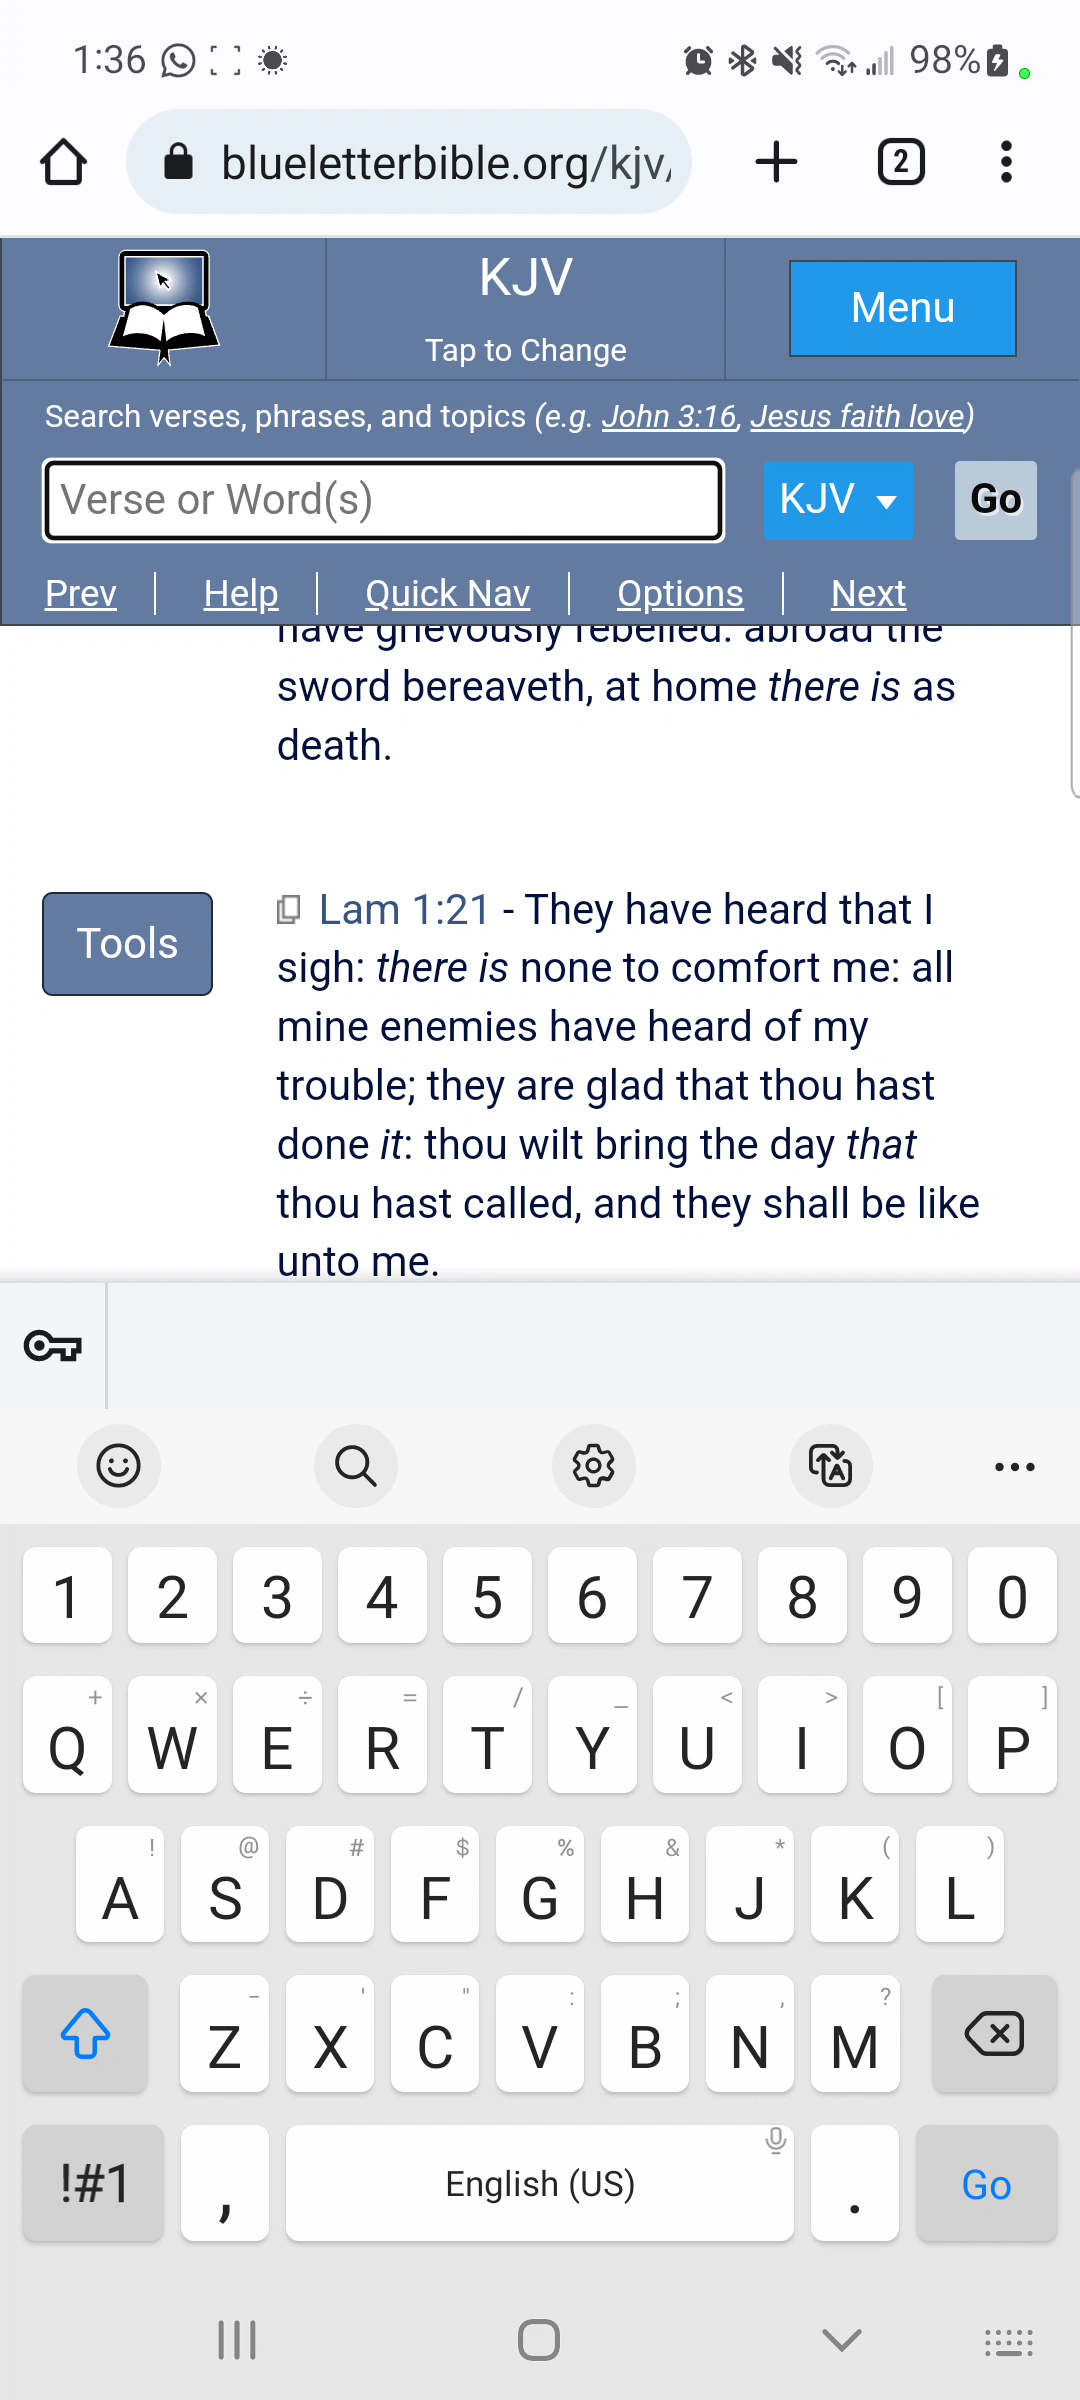 1:36 98%
blueletterbible.org/kjv/
2
KJV
Tap to Change
Menu
Search verses, phrases, and topics (e.g. John 3:16, Jesus faith love)
Verse or Word(s)
KJV
Go
Prev | Help | Quick Nav | Options | Next
have grievously rebelled: abroad the
sword bereaveth, at home there is as
death.
Tools
Lam 1:21 - They have heard that I
sigh: there is none to comfort me: all
mine enemies have heard of my
trouble; they are glad that thou hast
done it: thou wilt bring the day that
thou hast called, and they shall be like
unto me.
1 2 3 4 5 6 7 8 9 0
+ × ÷ = / _ < > [ ]
Q W E R T Y U I O P
! @ # $ % & * ( )
A S D F G H J K L
- ' " : ; , ?
Z X C V B N M
!#1 , English (US) . Go